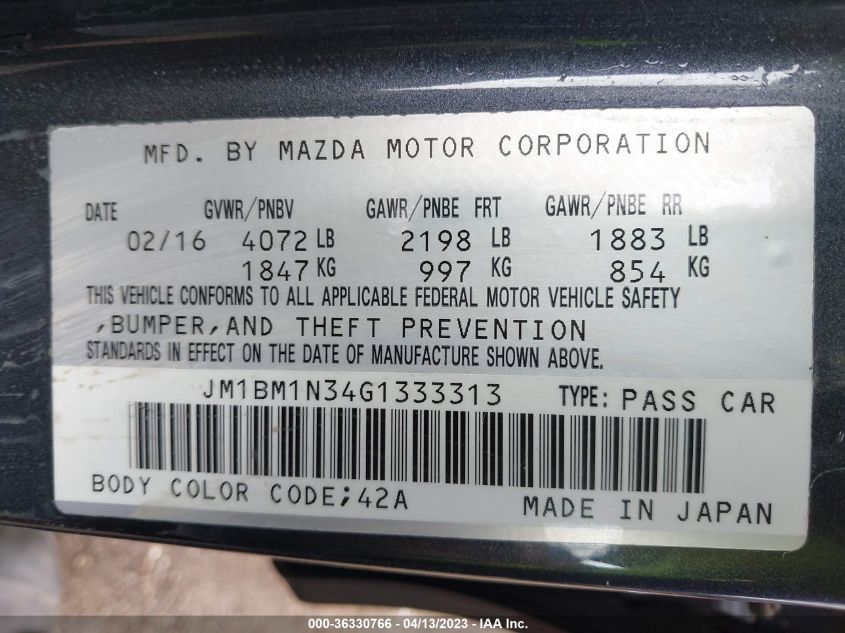 MFD. BY MAZDA MOTOR CORPORATION
DATE GVWR/PNBV GAWR/PNBE FRT GAWR/PNBE RR
02/16 4072 LB 2198 LB 1883 LB
1847 KG 997 KG 854 KG
THIS VEHICLE CONFORMS TO ALL APPLICABLE FEDERAL MOTOR VEHICLE SAFETY
,BUMPER,AND THEFT PREVENTION
STANDARDS IN EFFECT ON THE DATE OF MANUFACTURE SHOWN ABOVE.
JM1BM1N34G1333313 TYPE: PASS CAR
BODY COLOR CODE;42A MADE IN JAPAN
000-36330766 - 04/13/2023 - IAA Inc.